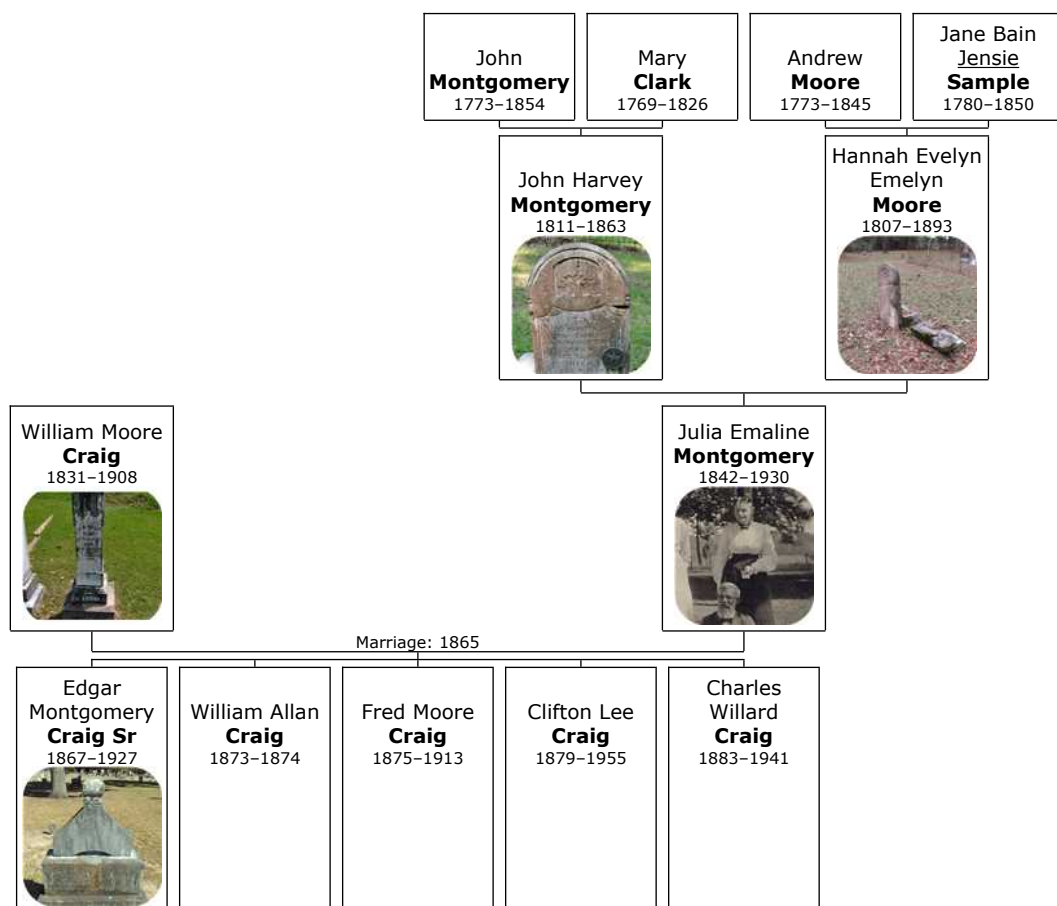 John
Montgomery
1773–1854
Mary
Clark
1769–1826
Andrew
Moore
1773–1845
Jane Bain
Jensie
Sample
1780–1850
John Harvey
Montgomery
1811–1863
Hannah Evelyn
Emelyn
Moore
1807–1893
William Moore
Craig
1831–1908
Julia Emaline
Montgomery
1842–1930
Marriage: 1865
Edgar
Montgomery
Craig Sr
1867–1927
William Allan
Craig
1873–1874
Fred Moore
Craig
1875–1913
Clifton Lee
Craig
1879–1955
Charles
Willard
Craig
1883–1941